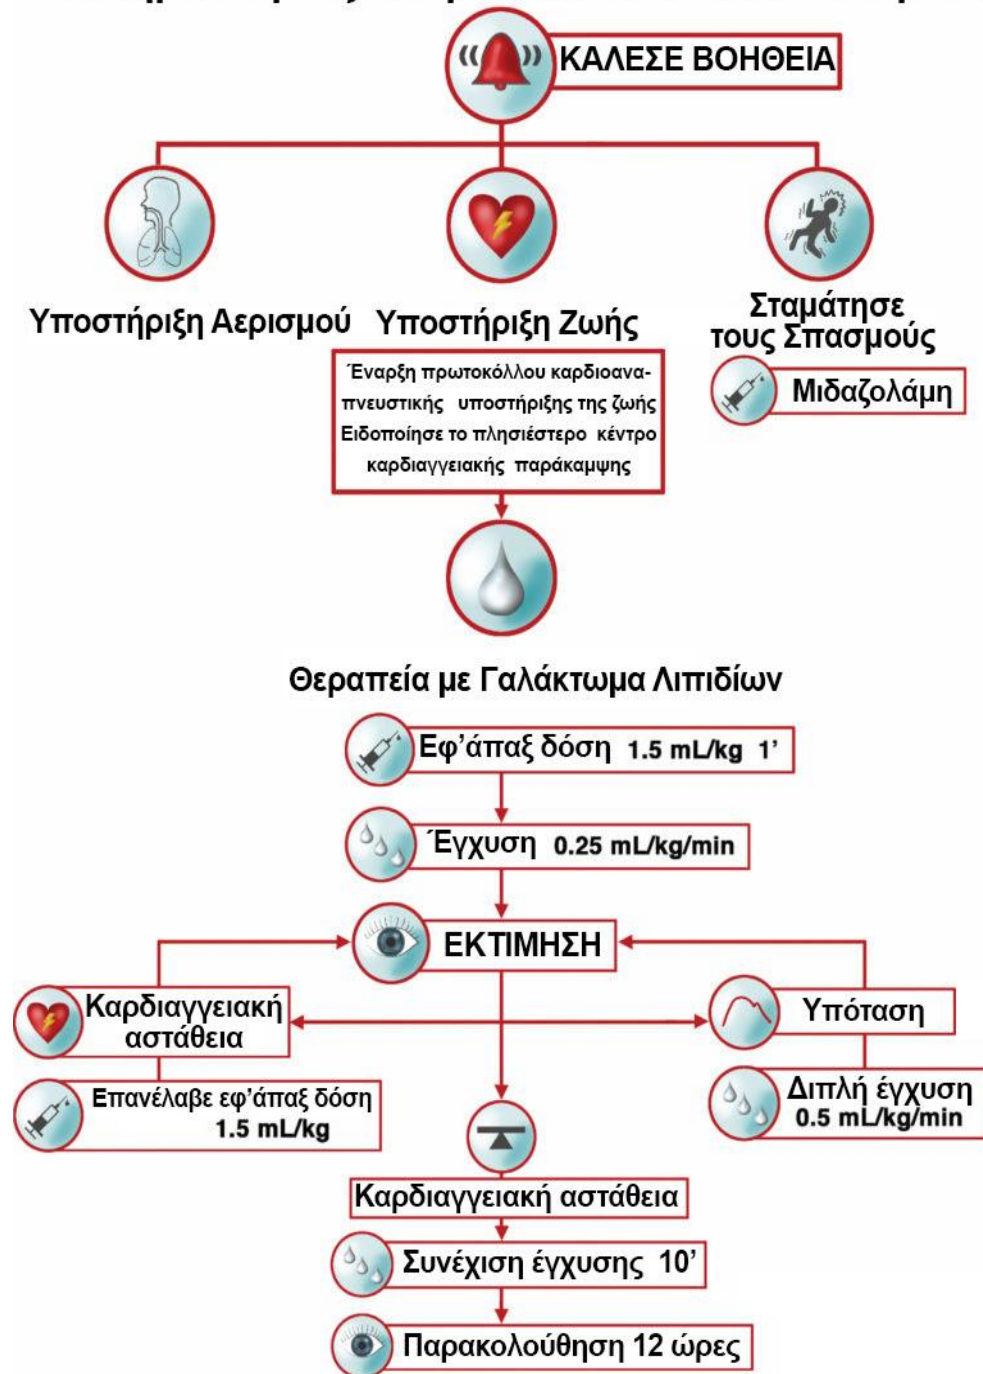 ΚΑΛΕΣΕ ΒΟΗΘΕΙΑ
Υποστήριξη Αερισμού
Υποστήριξη Ζωής
Σταμάτησε
τους Σπασμούς
Έναρξη πρωτοκόλλου καρδιοανα-
πνευστικής υποστήριξης της ζωής
Ειδοποίησε το πλησιέστερο κέντρο
καρδιαγγειακής παράκαμψης
Μιδαζολάμη
Θεραπεία με Γαλάκτωμα Λιπιδίων
Εφ'άπαξ δόση 1.5 mL/kg 1'
Έγχυση 0.25 mL/kg/min
ΕΚΤΙΜΗΣΗ
Καρδιαγγειακή
αστάθεια
Υπόταση
Επανέλαβε εφ'άπαξ δόση
1.5 mL/kg
Διπλή έγχυση
0.5 mL/kg/min
Καρδιαγγειακή αστάθεια
Συνέχιση έγχυσης 10'
Παρακολούθηση 12 ώρες